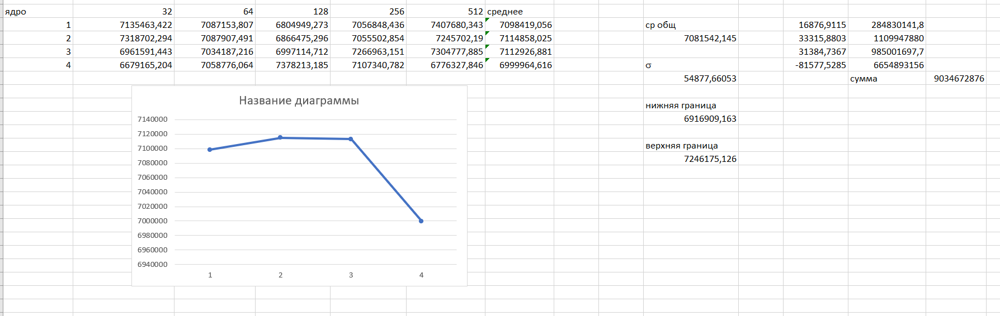 ядро 32 64 128 256 512 среднее
1 7135463,422 7087153,807 6804949,273 7056848,436 7407680,343 7098419,056 ср общ 16876,9115 284830141,8
2 7318702,294 7087907,491 6866475,296 7055502,854 7245702,19 7114858,025 7081542,145 33315,8803 1109947880
3 6961591,443 7034187,216 6997114,712 7266963,151 7304777,885 7112926,881 31384,7367 985001697,7
4 6679165,204 7058776,064 7378213,185 7107340,782 6776327,846 6999964,616 σ -81577,5285 6654893156
54877,66053 сумма 9034672876
нижняя граница
6916909,163
верхняя граница
7246175,126
Название диаграммы
7140000
7120000
7100000
7080000
7060000
7040000
7020000
7000000
6980000
6960000
6940000
1 2 3 4